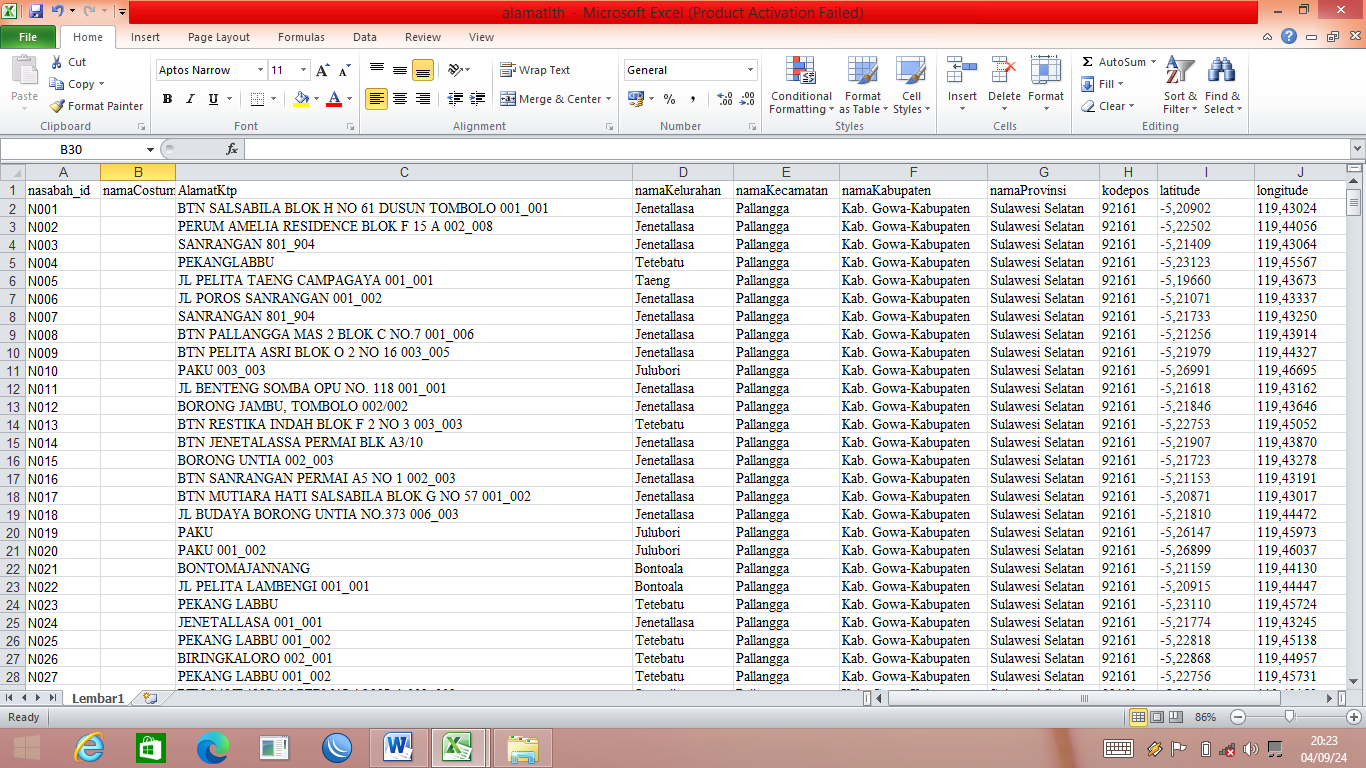 alamatlth - Microsoft Excel (Product Activation Failed)
File Home Insert Page Layout Formulas Data Review View
Paste Cut Copy Format Painter Clipboard
Aptos Narrow 11 B I U Font
Wrap Text Merge & Center Alignment
General % , Number
Conditional Formatting Format as Table Cell Styles Styles
Insert Delete Format Cells
AutoSum Fill Clear Sort & Filter Find & Select Editing
B30 fx
A B C D E F G H I J
1 nasabah_id namaCostum AlamatKtp namaKelurahan namaKecamatan namaKabupaten namaProvinsi kodepos latitude longitude
2 N001 BTN SALSABILA BLOK H NO 61 DUSUN TOMBOLO 001_001 Jenetallasa Pallangga Kab. Gowa-Kabupaten Sulawesi Selatan 92161 -5,20902 119,43024
3 N002 PERUM AMELIA RESIDENCE BLOK F 15 A 002_008 Jenetallasa Pallangga Kab. Gowa-Kabupaten Sulawesi Selatan 92161 -5,22502 119,44056
4 N003 SANRANGAN 801_904 Jenetallasa Pallangga Kab. Gowa-Kabupaten Sulawesi Selatan 92161 -5,21409 119,43064
5 N004 PEKANGLABBU Tetebatu Pallangga Kab. Gowa-Kabupaten Sulawesi Selatan 92161 -5,23123 119,45567
6 N005 JL PELITA TAENG CAMPAGAYA 001_001 Taeng Pallangga Kab. Gowa-Kabupaten Sulawesi Selatan 92161 -5,19660 119,43673
7 N006 JL POROS SANRANGAN 001_002 Jenetallasa Pallangga Kab. Gowa-Kabupaten Sulawesi Selatan 92161 -5,21071 119,43337
8 N007 SANRANGAN 801_904 Jenetallasa Pallangga Kab. Gowa-Kabupaten Sulawesi Selatan 92161 -5,21733 119,43250
9 N008 BTN PALLANGGA MAS 2 BLOK C NO.7 001_006 Jenetallasa Pallangga Kab. Gowa-Kabupaten Sulawesi Selatan 92161 -5,21256 119,43914
10 N009 BTN PELITA ASRI BLOK O 2 NO 16 003_005 Jenetallasa Pallangga Kab. Gowa-Kabupaten Sulawesi Selatan 92161 -5,21979 119,44327
11 N010 PAKU 003_003 Julubori Pallangga Kab. Gowa-Kabupaten Sulawesi Selatan 92161 -5,26991 119,46695
12 N011 JL BENTENG SOMBA OPU NO. 118 001_001 Jenetallasa Pallangga Kab. Gowa-Kabupaten Sulawesi Selatan 92161 -5,21618 119,43162
13 N012 BORONG JAMBU, TOMBOLO 002/002 Jenetallasa Pallangga Kab. Gowa-Kabupaten Sulawesi Selatan 92161 -5,21846 119,43646
14 N013 BTN RESTIKA INDAH BLOK F 2 NO 3 003_003 Tetebatu Pallangga Kab. Gowa-Kabupaten Sulawesi Selatan 92161 -5,22753 119,45052
15 N014 BTN JENETALASSA PERMAI BLK A3/10 Jenetallasa Pallangga Kab. Gowa-Kabupaten Sulawesi Selatan 92161 -5,21907 119,43870
16 N015 BORONG UNTIA 002_003 Jenetallasa Pallangga Kab. Gowa-Kabupaten Sulawesi Selatan 92161 -5,21723 119,43278
17 N016 BTN SANRANGAN PERMAI A5 NO 1 002_003 Jenetallasa Pallangga Kab. Gowa-Kabupaten Sulawesi Selatan 92161 -5,21153 119,43191
18 N017 BTN MUTIARA HATI SALSABILA BLOK G NO 57 001_002 Jenetallasa Pallangga Kab. Gowa-Kabupaten Sulawesi Selatan 92161 -5,20871 119,43017
19 N018 JL BUDAYA BORONG UNTIA NO.373 006_003 Jenetallasa Pallangga Kab. Gowa-Kabupaten Sulawesi Selatan 92161 -5,21810 119,44472
20 N019 PAKU Julubori Pallangga Kab. Gowa-Kabupaten Sulawesi Selatan 92161 -5,26147 119,45973
21 N020 PAKU 001_002 Julubori Pallangga Kab. Gowa-Kabupaten Sulawesi Selatan 92161 -5,26899 119,46037
22 N021 BONTOMAJANNANG Bontoala Pallangga Kab. Gowa-Kabupaten Sulawesi Selatan 92161 -5,21159 119,44130
23 N022 JL PELITA LAMBENGI 001_001 Bontoala Pallangga Kab. Gowa-Kabupaten Sulawesi Selatan 92161 -5,20915 119,44447
24 N023 PEKANG LABBU Tetebatu Pallangga Kab. Gowa-Kabupaten Sulawesi Selatan 92161 -5,23110 119,45724
25 N024 JENETALLASA 001_001 Jenetallasa Pallangga Kab. Gowa-Kabupaten Sulawesi Selatan 92161 -5,21774 119,43245
26 N025 PEKANG LABBU 001_002 Tetebatu Pallangga Kab. Gowa-Kabupaten Sulawesi Selatan 92161 -5,22818 119,45138
27 N026 BIRINGKALORO 002_001 Tetebatu Pallangga Kab. Gowa-Kabupaten Sulawesi Selatan 92161 -5,22868 119,44957
28 N027 PEKANG LABBU 001_002 Tetebatu Pallangga Kab. Gowa-Kabupaten Sulawesi Selatan 92161 -5,22756 119,45731
Lembar1
Ready 86%
20:23
04/09/24